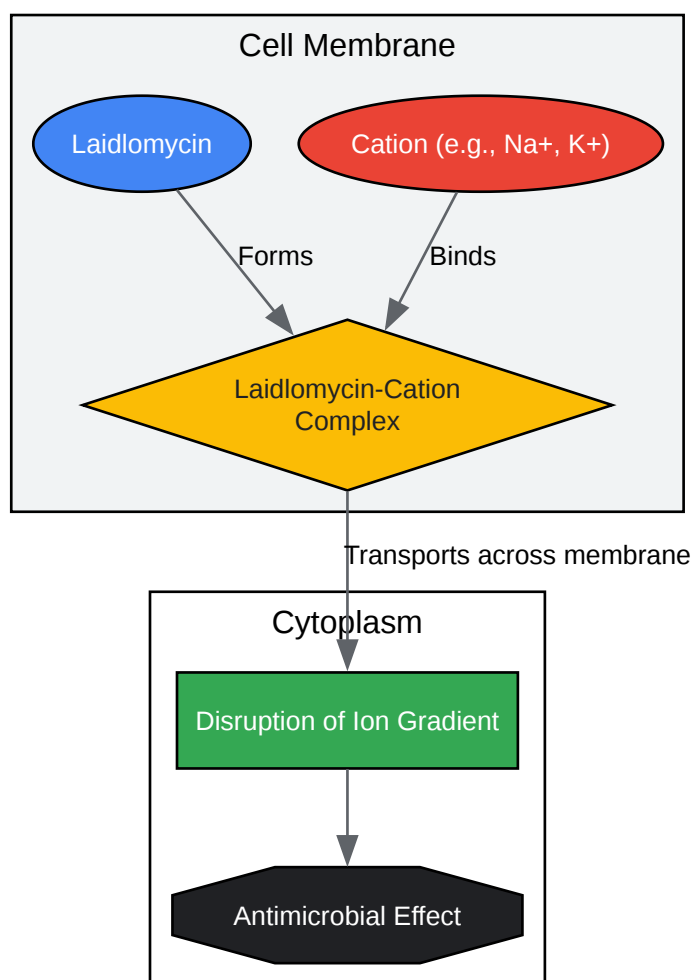 Cell Membrane
Laidlomycin
Cation (e.g., Na+, K+)
Forms
Binds
Laidlomycin-Cation
Complex
Transports across membrane
Cytoplasm
Disruption of Ion Gradient
Antimicrobial Effect